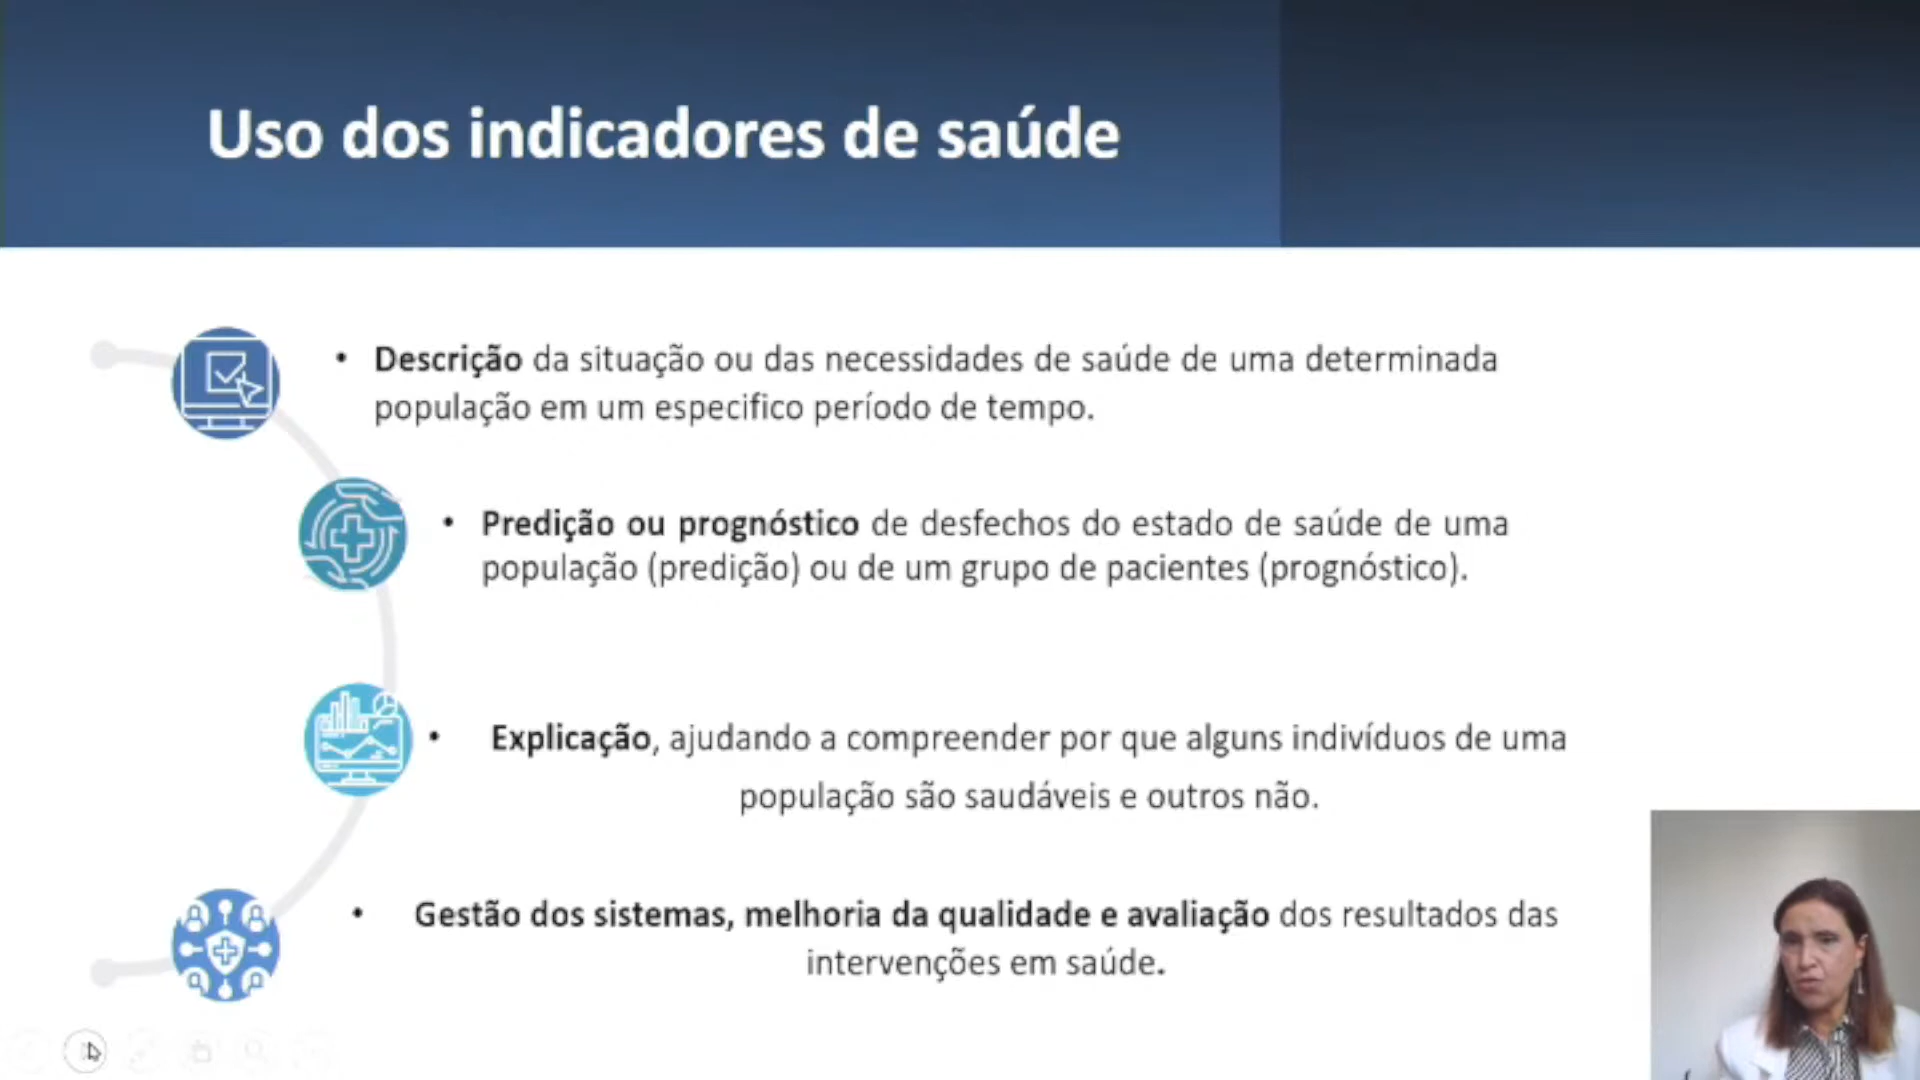 Uso dos indicadores de saúde
• Descrição da situação ou das necessidades de saúde de uma determinada
população em um especifico período de tempo.
• Predição ou prognóstico de desfechos do estado de saúde de uma
população (predição) ou de um grupo de pacientes (prognóstico).
• Explicação, ajudando a compreender por que alguns indivíduos de uma
população são saudáveis e outros não.
• Gestão dos sistemas, melhoria da qualidade e avaliação dos resultados das
intervenções em saúde.